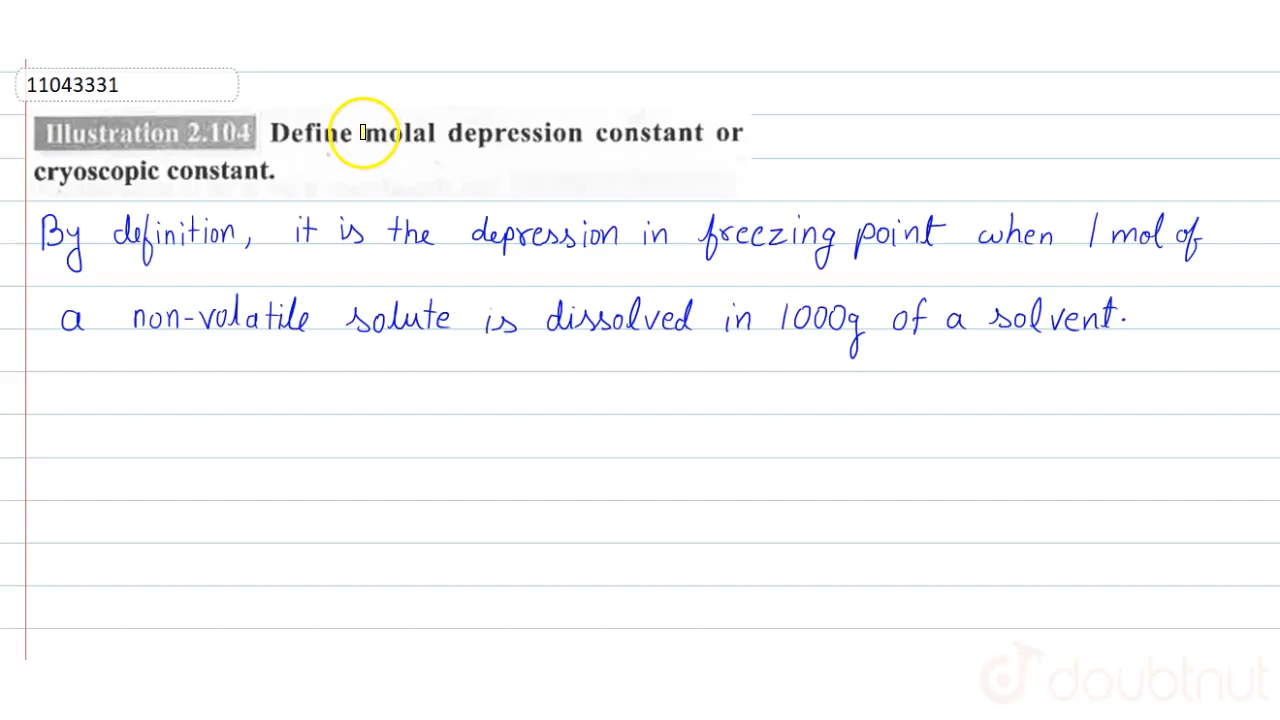 11043331
Illustration 2.104 Define molal depression constant or
cryoscopic constant.
By definition, it is the depression in freezing point when 1 mol of
a non-volatile solute is dissolved in 1000g of a solvent.
doubtnut